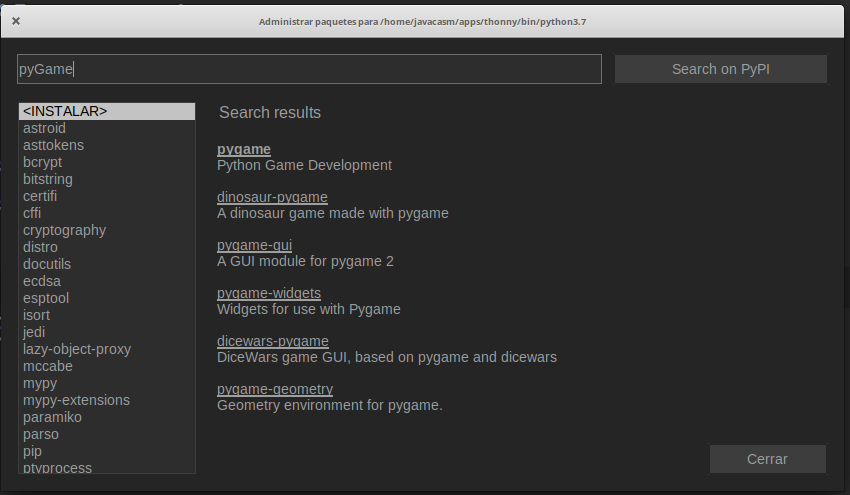 Administrar paquetes para /home/javacasm/apps/thonny/bin/python3.7
pyGame
Search on PyPI
<INSTALAR>
astroid
asttokens
bcrypt
bitstring
certifi
cffi
cryptography
distro
docutils
ecdsa
esptool
isort
jedi
lazy-object-proxy
mccabe
mypy
mypy-extensions
paramiko
parso
pip
ptyprocess
Search results
pygame
Python Game Development
dinosaur-pygame
A dinosaur game made with pygame
pygame-gui
A GUI module for pygame 2
pygame-widgets
Widgets for use with Pygame
dicewars-pygame
DiceWars game GUI, based on pygame and dicewars
pygame-geometry
Geometry environment for pygame.
Cerrar